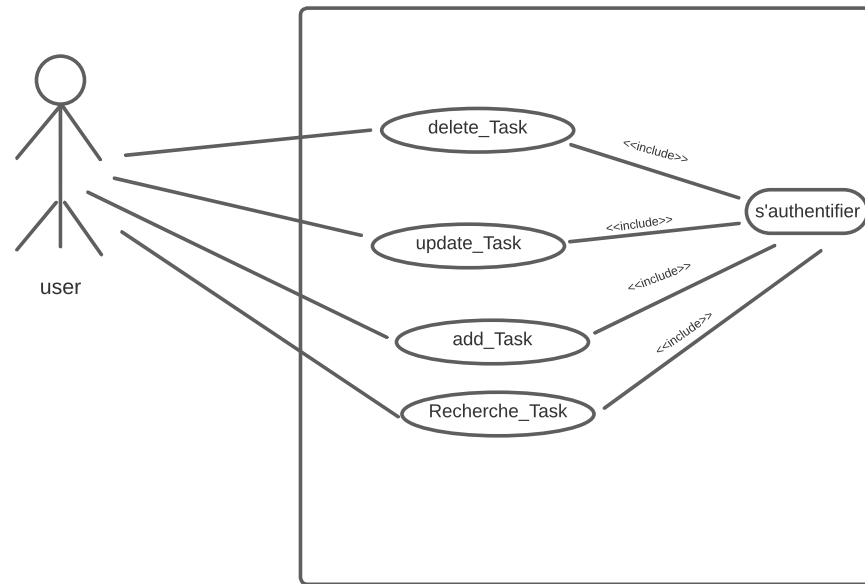 delete_Task
<<include>>
s'authentifier
update_Task
<<include>>
user
<<include>>
add_Task
<<include>>
Recherche_Task